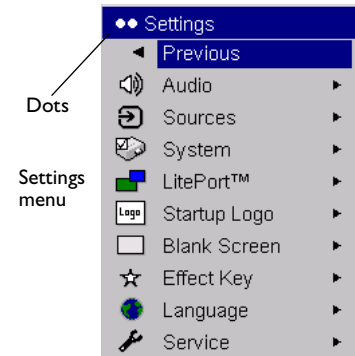 Settings
Previous
Audio
Dots
Sources
System
Settings
menu
LitePort™
Logo
Startup Logo
Blank Screen
Effect Key
Language
Service